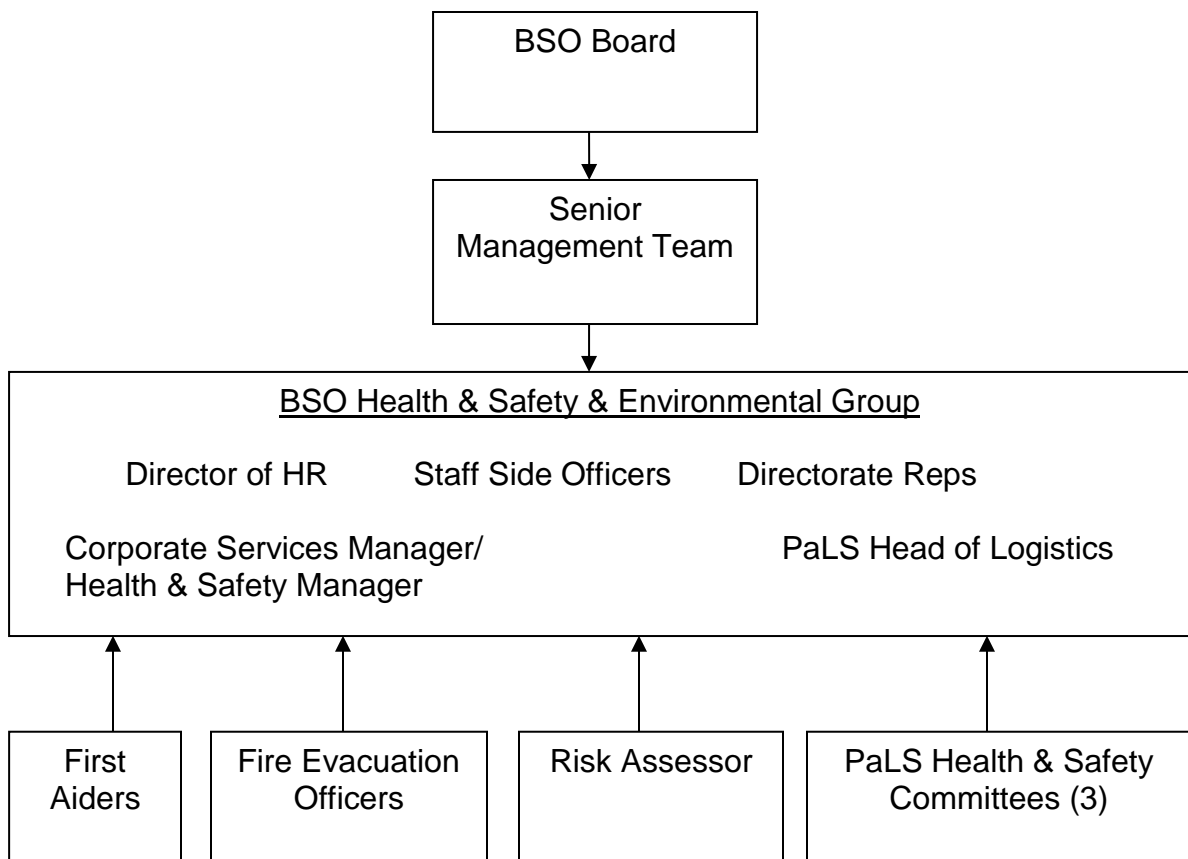 BSO Board
Senior
Management Team
BSO Health & Safety & Environmental Group
Director of HR Staff Side Officers Directorate Reps
Corporate Services Manager/
Health & Safety Manager
PaLS Head of Logistics
First
Aiders
Fire Evacuation
Officers
Risk Assessor
PaLS Health & Safety
Committees (3)